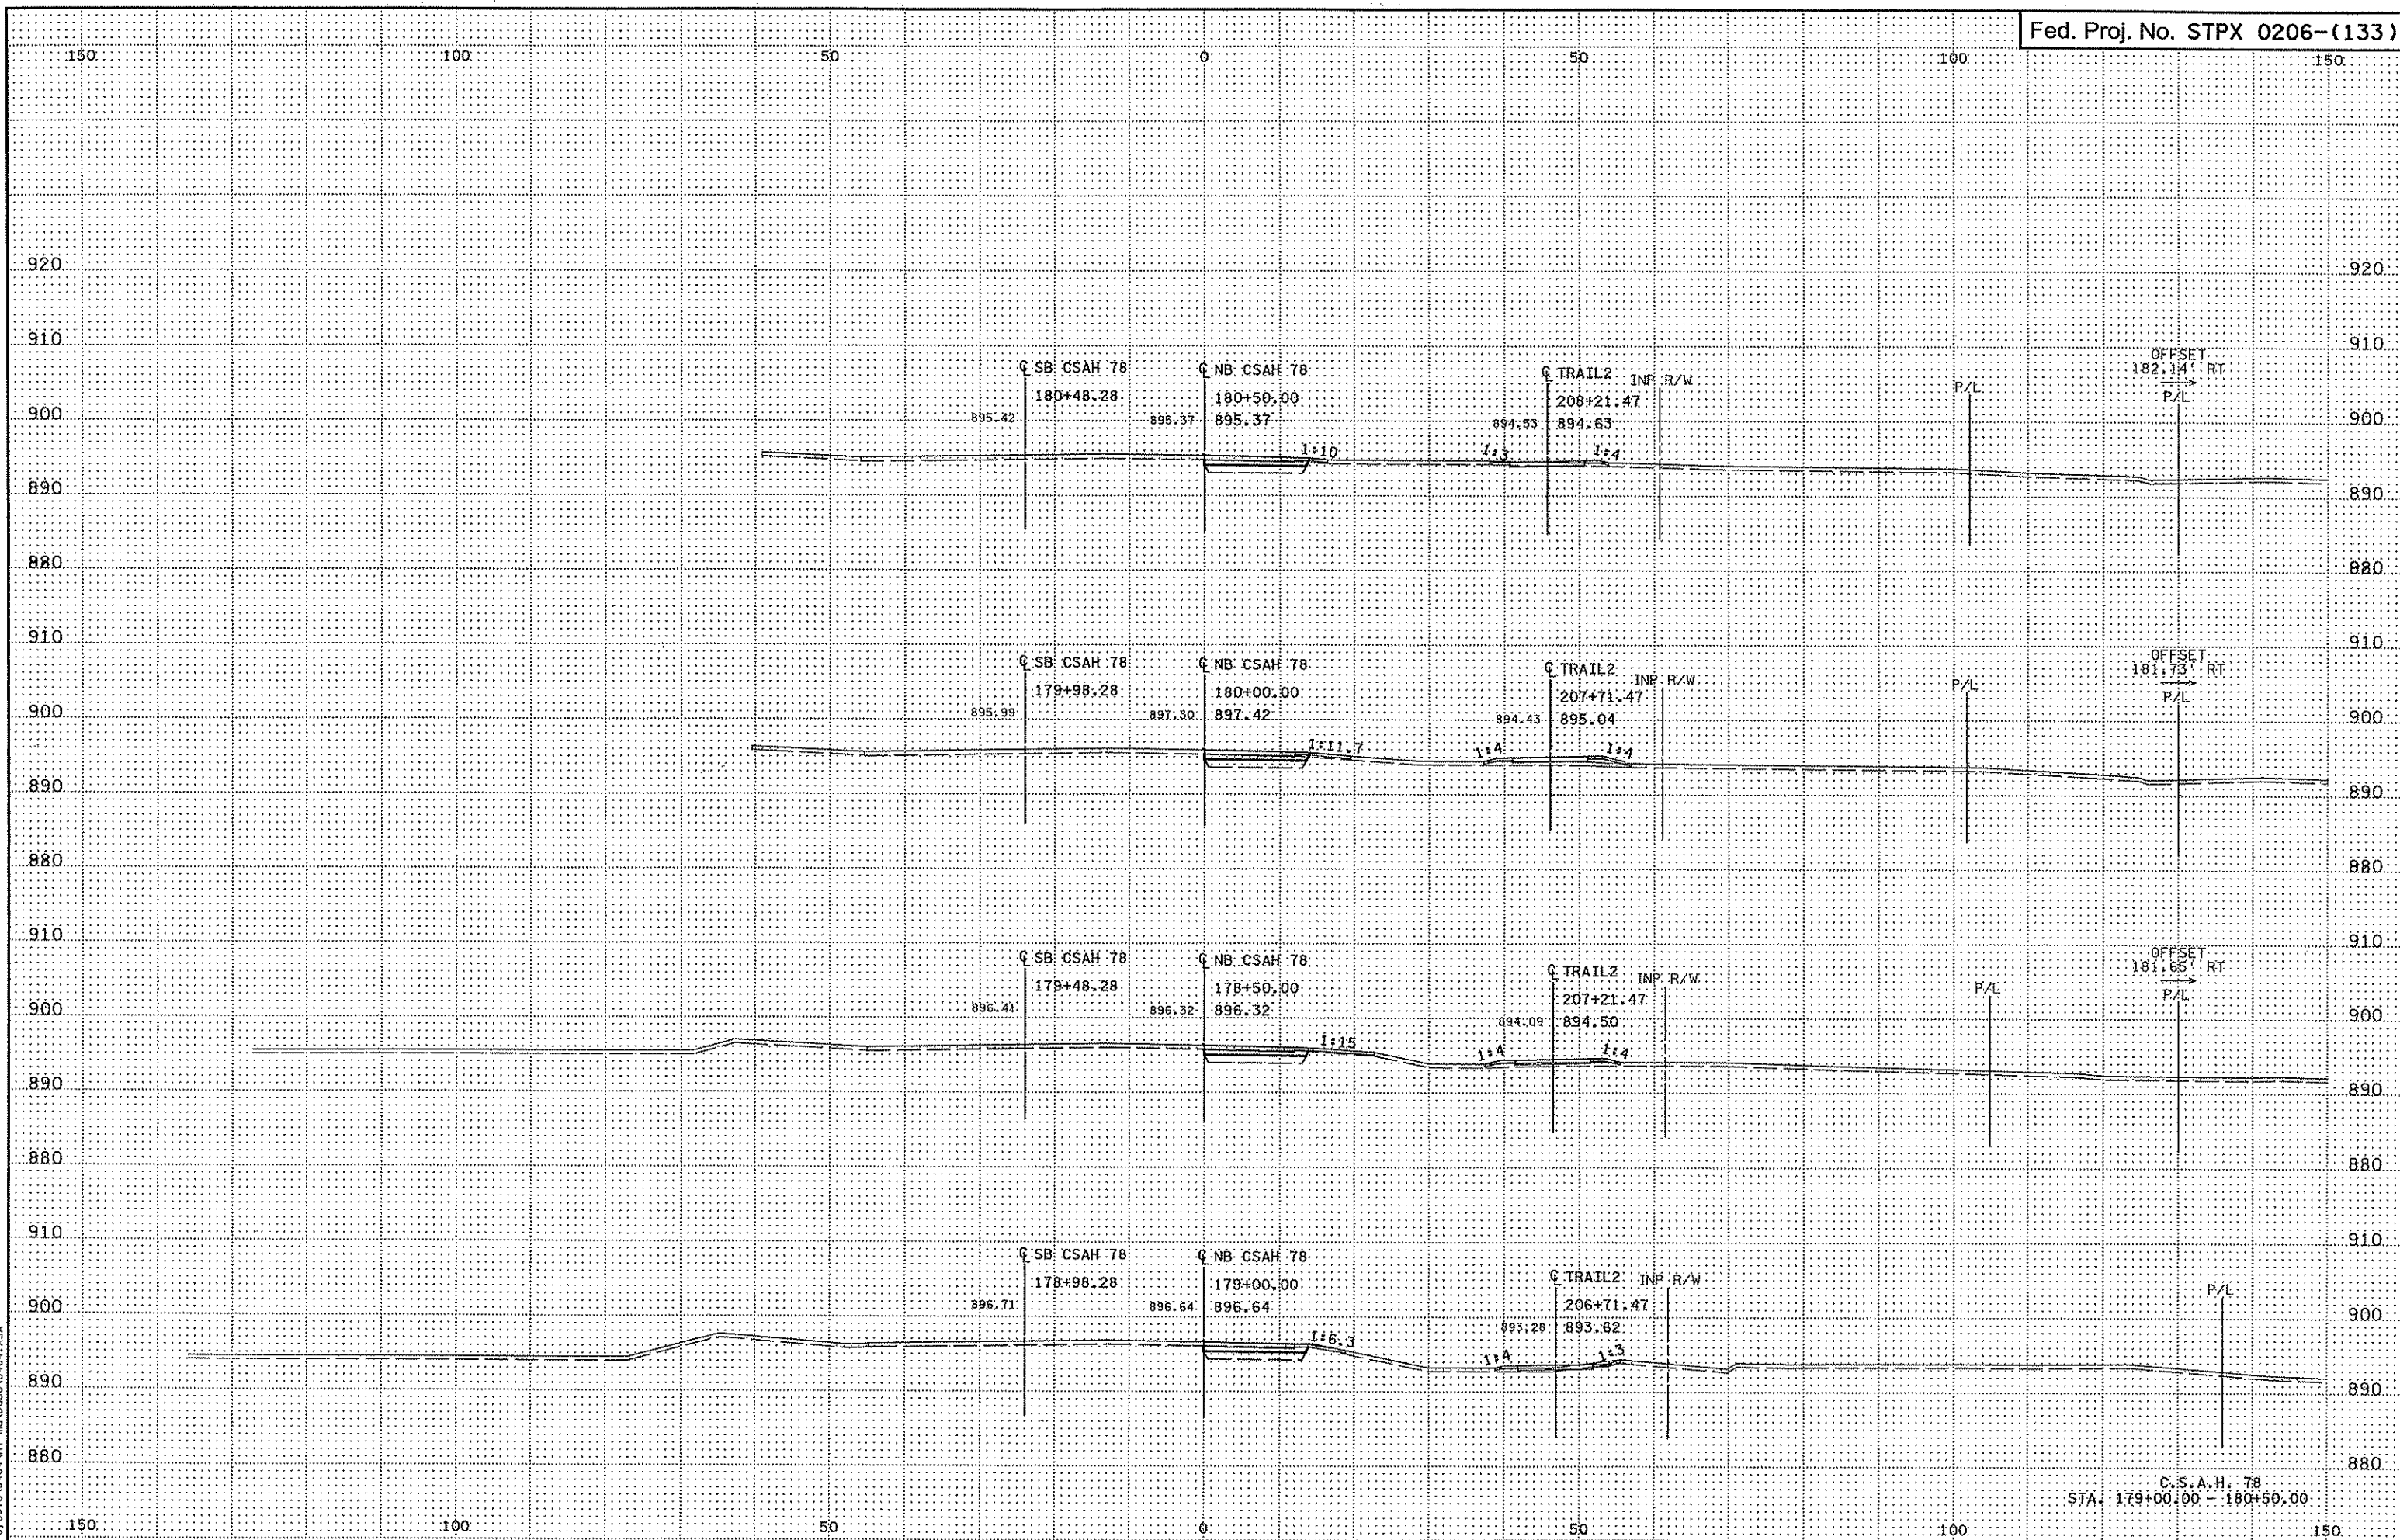 Fed. Proj. No. STPX 0206-(133)
150 100 50 0 50 100 150
920 920
910 910
℄ SB CSAH 78 ℄ NB CSAH 78 ℄ TRAIL2 INP R/W P/L OFFSET
182.14' RT
P/L
180+48.28 180+50.00 208+21.47
895.42 895.37 895.37 894.53 894.63
900 900
1:10 1:3 1:4
890 890
880 880
910 910
℄ SB CSAH 78 ℄ NB CSAH 78 ℄ TRAIL2 INP R/W P/L OFFSET
181.73' RT
P/L
179+98.28 180+00.00 207+71.47
895.99 897.30 897.42 894.43 895.04
900 900
1:11.7 1:4 1:4
890 890
880 880
910 910
℄ SB CSAH 78 ℄ NB CSAH 78 ℄ TRAIL2 INP R/W P/L OFFSET
181.65' RT
P/L
179+48.28 178+50.00 207+21.47
896.41 896.32 896.32 894.09 894.50
900 900
1:15 1:4 1:4
890 890
880 880
910 910
℄ SB CSAH 78 ℄ NB CSAH 78 ℄ TRAIL2 INP R/W P/L
178+98.28 179+00.00 206+71.47
896.71 896.64 896.64 893.28 893.62
900 900
1:6.3 1:4 1:3
890 890
880 880
C.S.A.H. 78
STA. 179+00.00 - 180+50.00
150 100 50 0 50 100 150